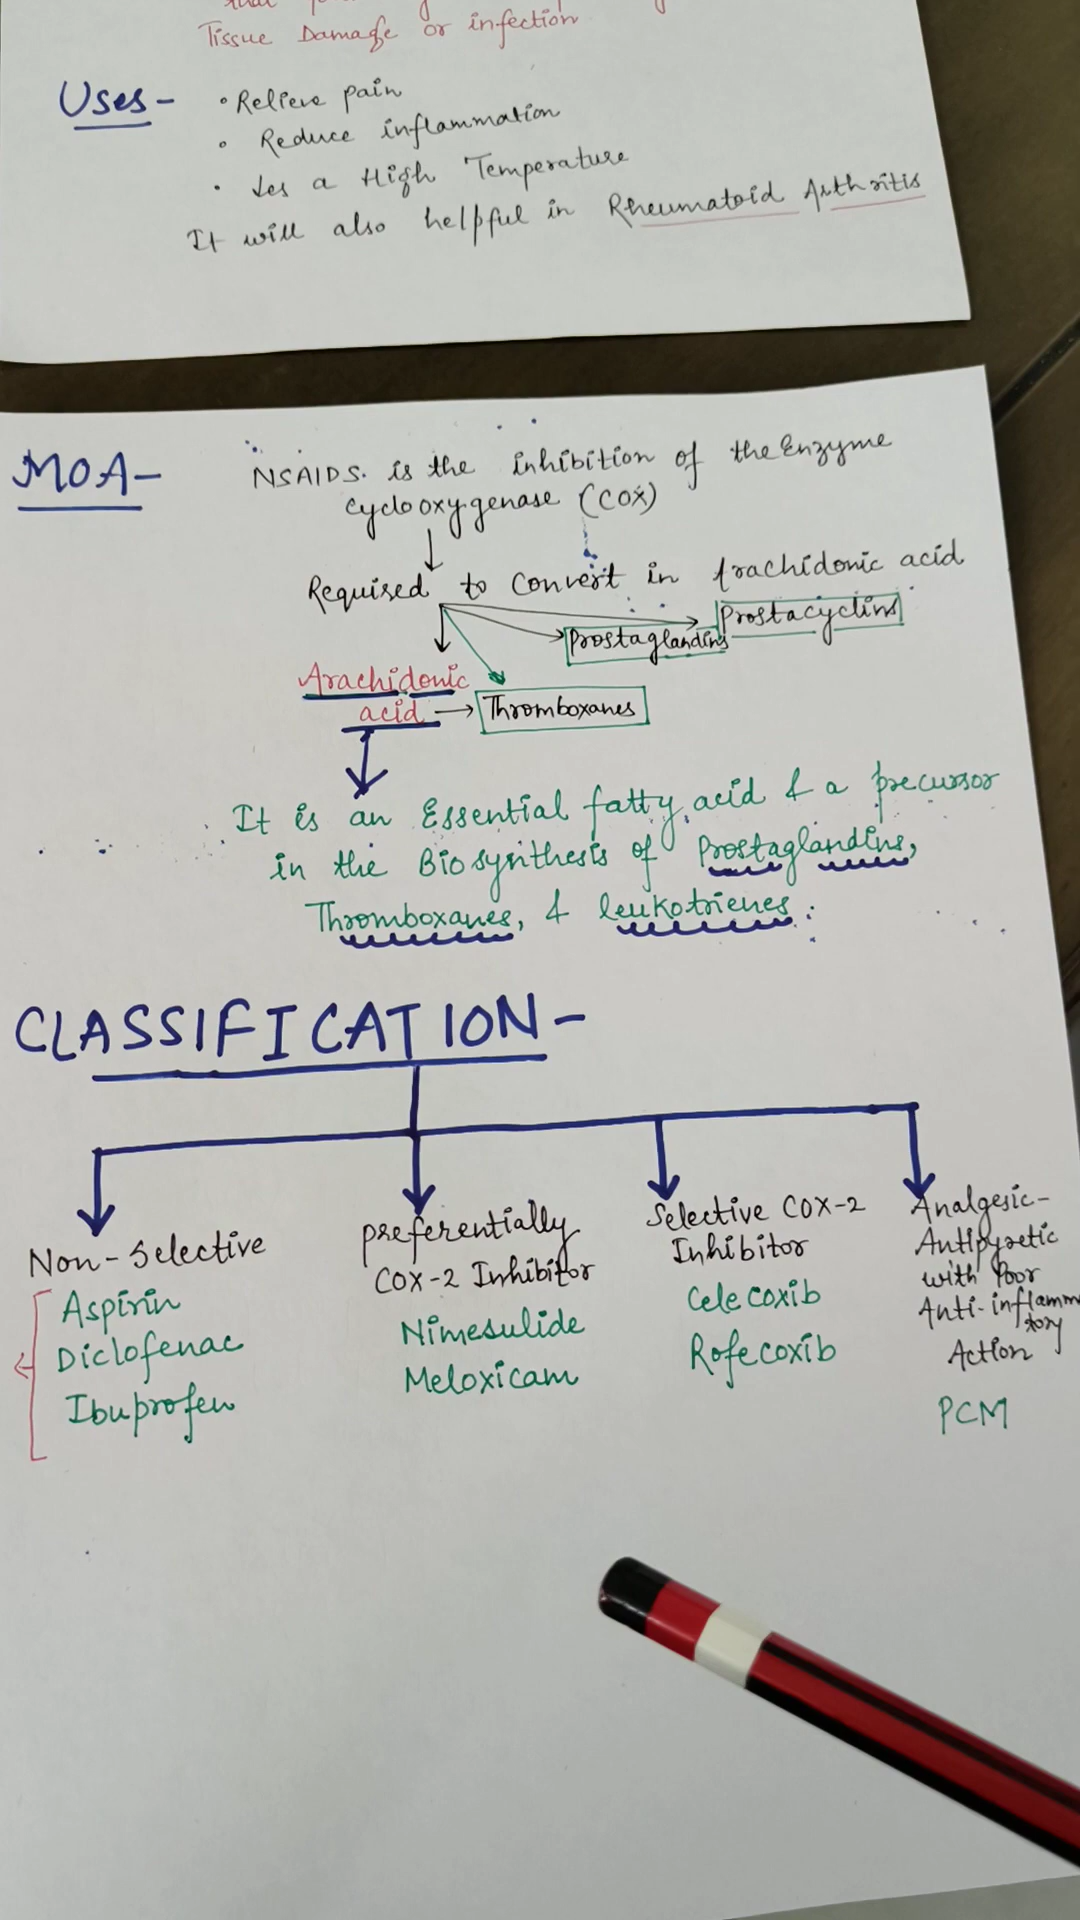 Tissue Damage or infection
Uses-
• Relieve pain
• Reduce inflammation
• ↓es a High Temperature
It will also helpful in Rheumatoid Arthritis
MOA-
NSAIDS. is the inhibition of the Enzyme
cyclooxygenase (COX)
Required to convert in Arachidonic acid
Prostacyclins
Prostaglandins
Arachidonic
acid → Thromboxanes
It is an Essential fatty acid & a precursor
in the Biosynthesis of Prostaglandins,
Thromboxanes, & leukotrienes.
CLASSIFICATION-
Non-Selective
Aspirin
Diclofenac
Ibuprofen
preferentially
COX-2 Inhibitor
Nimesulide
Meloxicam
Selective COX-2
Inhibitor
Celecoxib
Rofecoxib
Analgesic-
Antipyretic
with Poor
Anti-inflamm
tory
Action
PCM